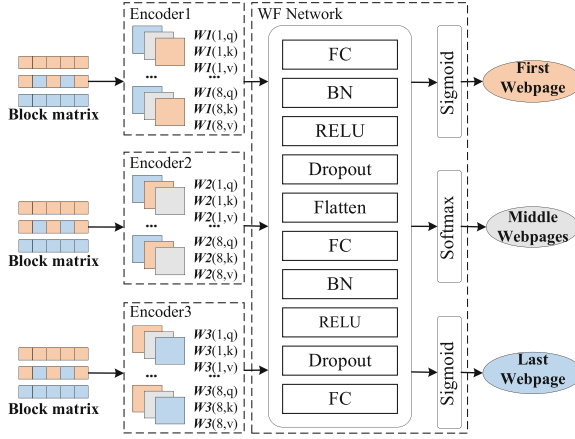 Encoder1
W1(1,q)
W1(1,k)
W1(1,v)
... ...
W1(8,q)
W1(8,k)
W1(8,v)
Block matrix
Encoder2
W2(1,q)
W2(1,k)
W2(1,v)
... ...
W2(8,q)
W2(8,k)
W2(8,v)
Block matrix
Encoder3
W3(1,q)
W3(1,k)
W3(1,v)
... ...
W3(8,q)
W3(8,k)
W3(8,v)
Block matrix
WF Network
FC
BN
RELU
Dropout
Flatten
FC
BN
RELU
Dropout
FC
Sigmoid
Softmax
Sigmoid
First
Webpage
Middle
Webpages
Last
Webpage